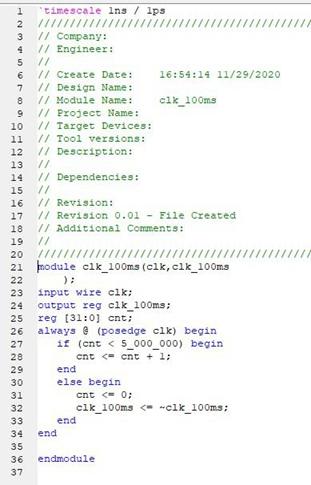 1 `timescale 1ns / 1ps
2 //////////////////////////////////////////
3 // Company:
4 // Engineer:
5 //
6 // Create Date:    16:54:14 11/29/2020
7 // Design Name:
8 // Module Name:    clk_100ms
9 // Project Name:
10 // Target Devices:
11 // Tool versions:
12 // Description:
13 //
14 // Dependencies:
15 //
16 // Revision:
17 // Revision 0.01 - File Created
18 // Additional Comments:
19 //
20 //////////////////////////////////////////
21 module clk_100ms(clk,clk_100ms
22     );
23 input wire clk;
24 output reg clk_100ms;
25 reg [31:0] cnt;
26 always @ (posedge clk) begin
27    if (cnt < 5_000_000) begin
28       cnt <= cnt + 1;
29    end
30    else begin
31       cnt <= 0;
32       clk_100ms <= ~clk_100ms;
33    end
34 end
35
36 endmodule
37